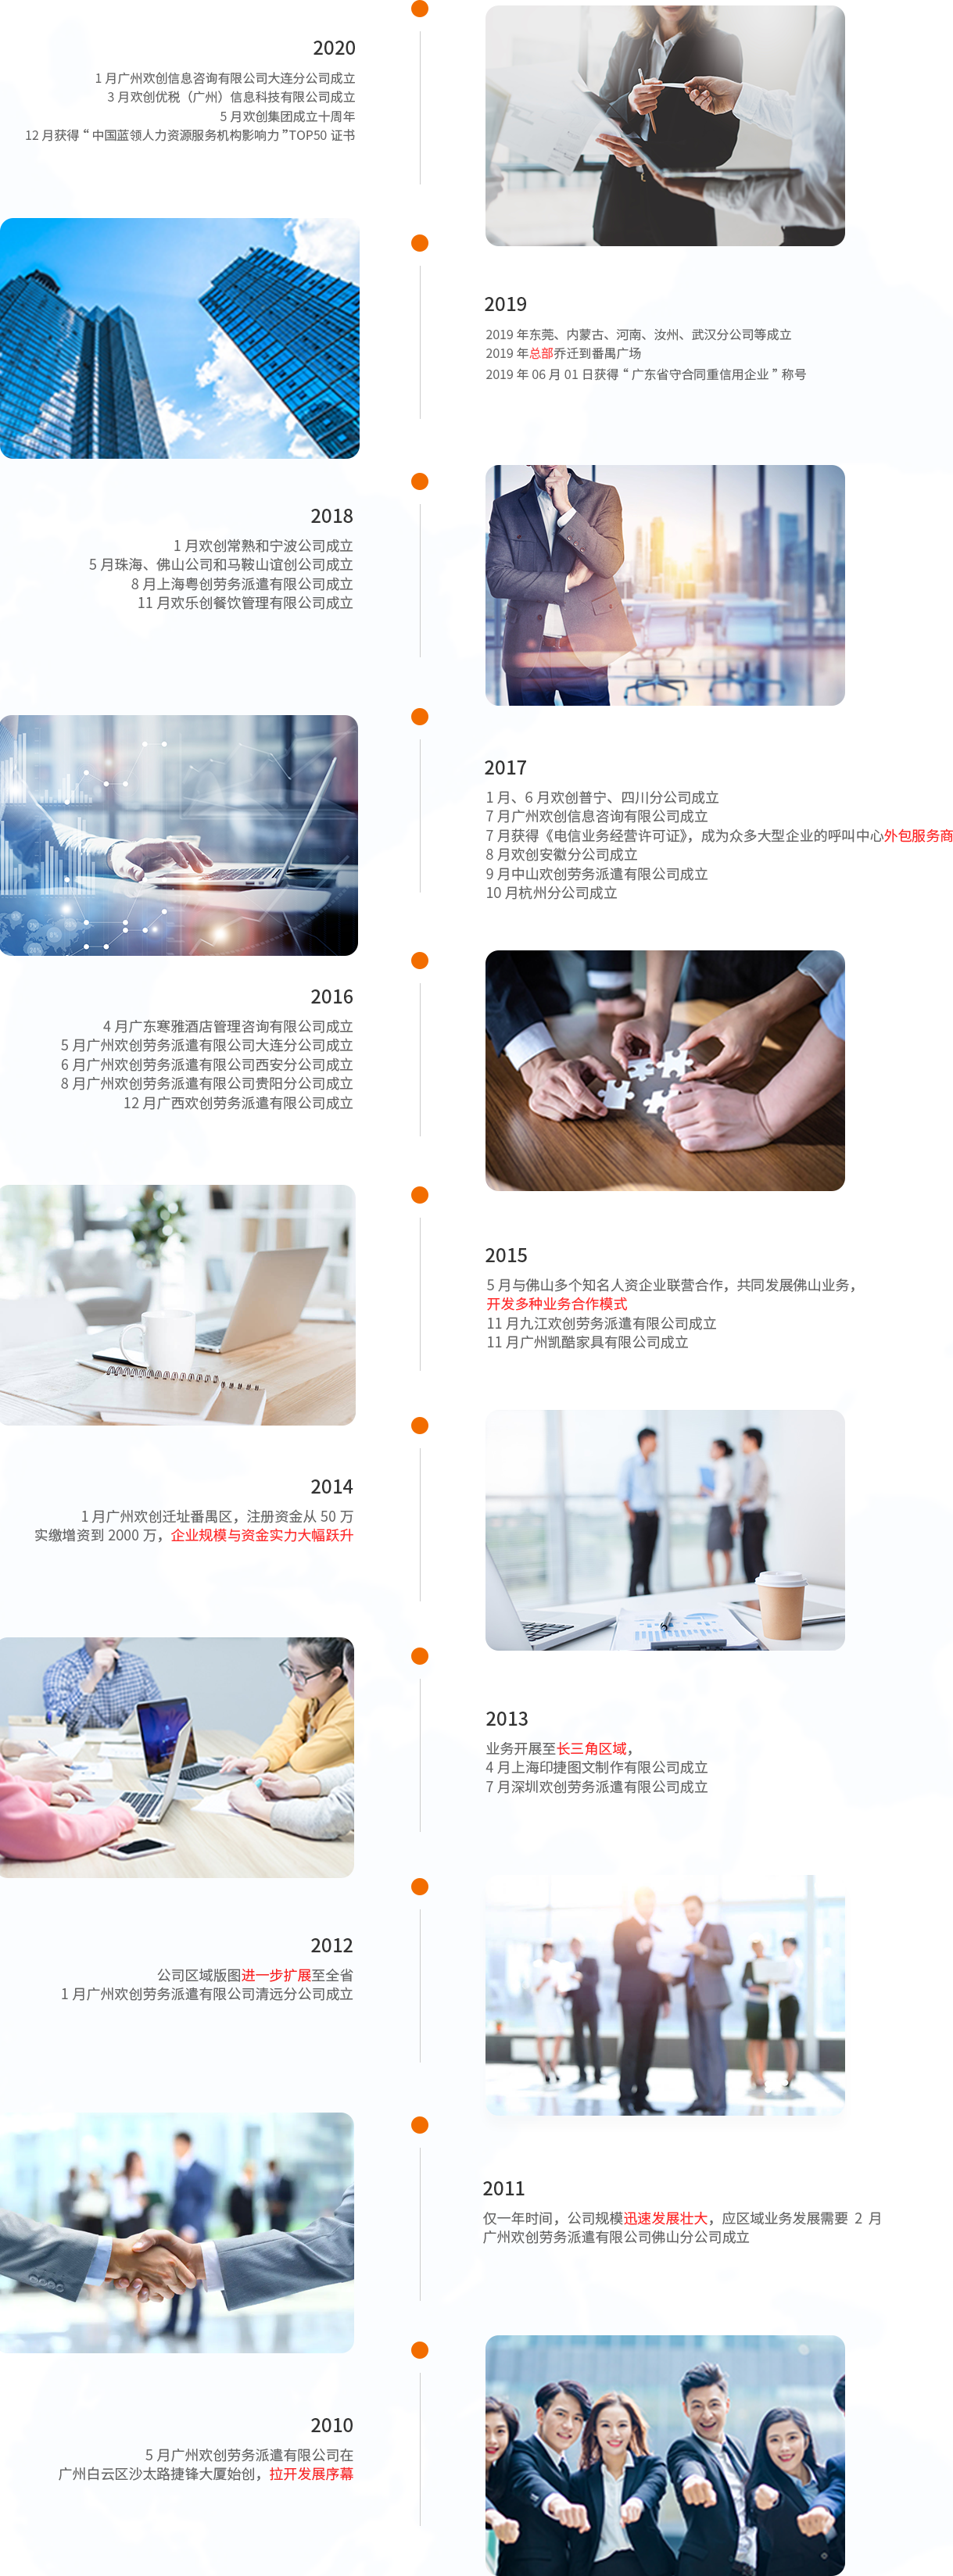 2020
1 月广州欢创信息咨询有限公司大连分公司成立
3 月欢创优税（广州）信息科技有限公司成立
5 月欢创集团成立十周年
12 月获得 “ 中国蓝领人力资源服务机构影响力 ”TOP50 证书
2019
2019 年东莞、内蒙古、河南、汝州、武汉分公司等成立
2019 年总部乔迁到番禺广场
2019 年 06 月 01 日获得 “ 广东省守合同重信用企业 ” 称号
2018
1 月欢创常熟和宁波公司成立
5 月珠海、佛山公司和马鞍山谊创公司成立
8 月上海粤创劳务派遣有限公司成立
11 月欢乐创餐饮管理有限公司成立
2017
1 月、6 月欢创普宁、四川分公司成立
7 月广州欢创信息咨询有限公司成立
7 月获得《电信业务经营许可证》，成为众多大型企业的呼叫中心外包服务商
8 月欢创安徽分公司成立
9 月中山欢创劳务派遣有限公司成立
10 月杭州分公司成立
2016
4 月广东寒雅酒店管理咨询有限公司成立
5 月广州欢创劳务派遣有限公司大连分公司成立
6 月广州欢创劳务派遣有限公司西安分公司成立
8 月广州欢创劳务派遣有限公司贵阳分公司成立
12 月广西欢创劳务派遣有限公司成立
2015
5 月与佛山多个知名人资企业联营合作，共同发展佛山业务，
开发多种业务合作模式
11 月九江欢创劳务派遣有限公司成立
11 月广州凯酷家具有限公司成立
2014
1 月广州欢创迁址番禺区，注册资金从 50 万
实缴增资到 2000 万，企业规模与资金实力大幅跃升
2013
业务开展至长三角区域，
4 月上海印捷图文制作有限公司成立
7 月深圳欢创劳务派遣有限公司成立
2012
公司区域版图进一步扩展至全省
1 月广州欢创劳务派遣有限公司清远分公司成立
2011
仅一年时间，公司规模迅速发展壮大，应区域业务发展需要 2 月
广州欢创劳务派遣有限公司佛山分公司成立
2010
5 月广州欢创劳务派遣有限公司在
广州白云区沙太路捷锋大厦始创，拉开发展序幕